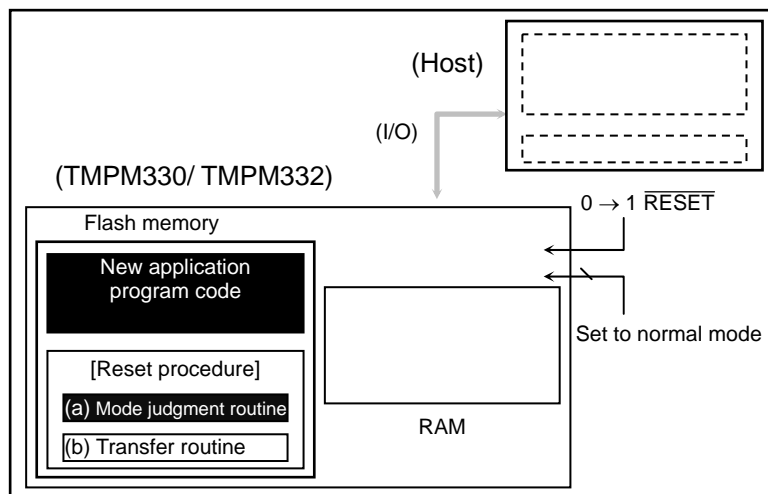 (Host)
(I/O)
(TMPM330/ TMPM332)
0 → 1 RESET
Flash memory
New application
program code
Set to normal mode
[Reset procedure]
(a) Mode judgment routine
(b) Transfer routine
RAM